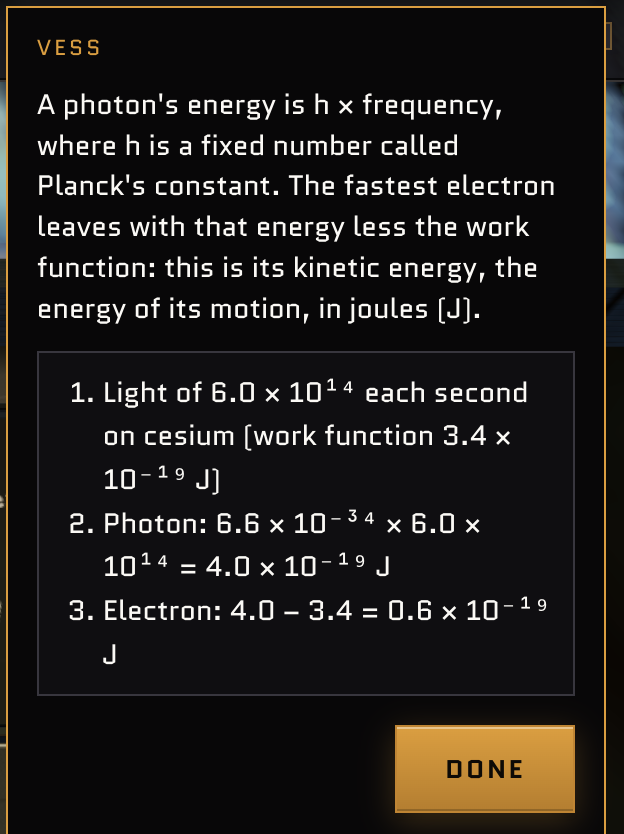 VESS
A photon's energy is h × frequency,
where h is a fixed number called
Planck's constant. The fastest electron
leaves with that energy less the work
function: this is its kinetic energy, the
energy of its motion, in joules (J).
1. Light of 6.0 × 10¹⁴ each second
on cesium (work function 3.4 ×
10⁻¹⁹ J)
2. Photon: 6.6 × 10⁻³⁴ × 6.0 ×
10¹⁴ = 4.0 × 10⁻¹⁹ J
3. Electron: 4.0 − 3.4 = 0.6 × 10⁻¹⁹
J
DONE